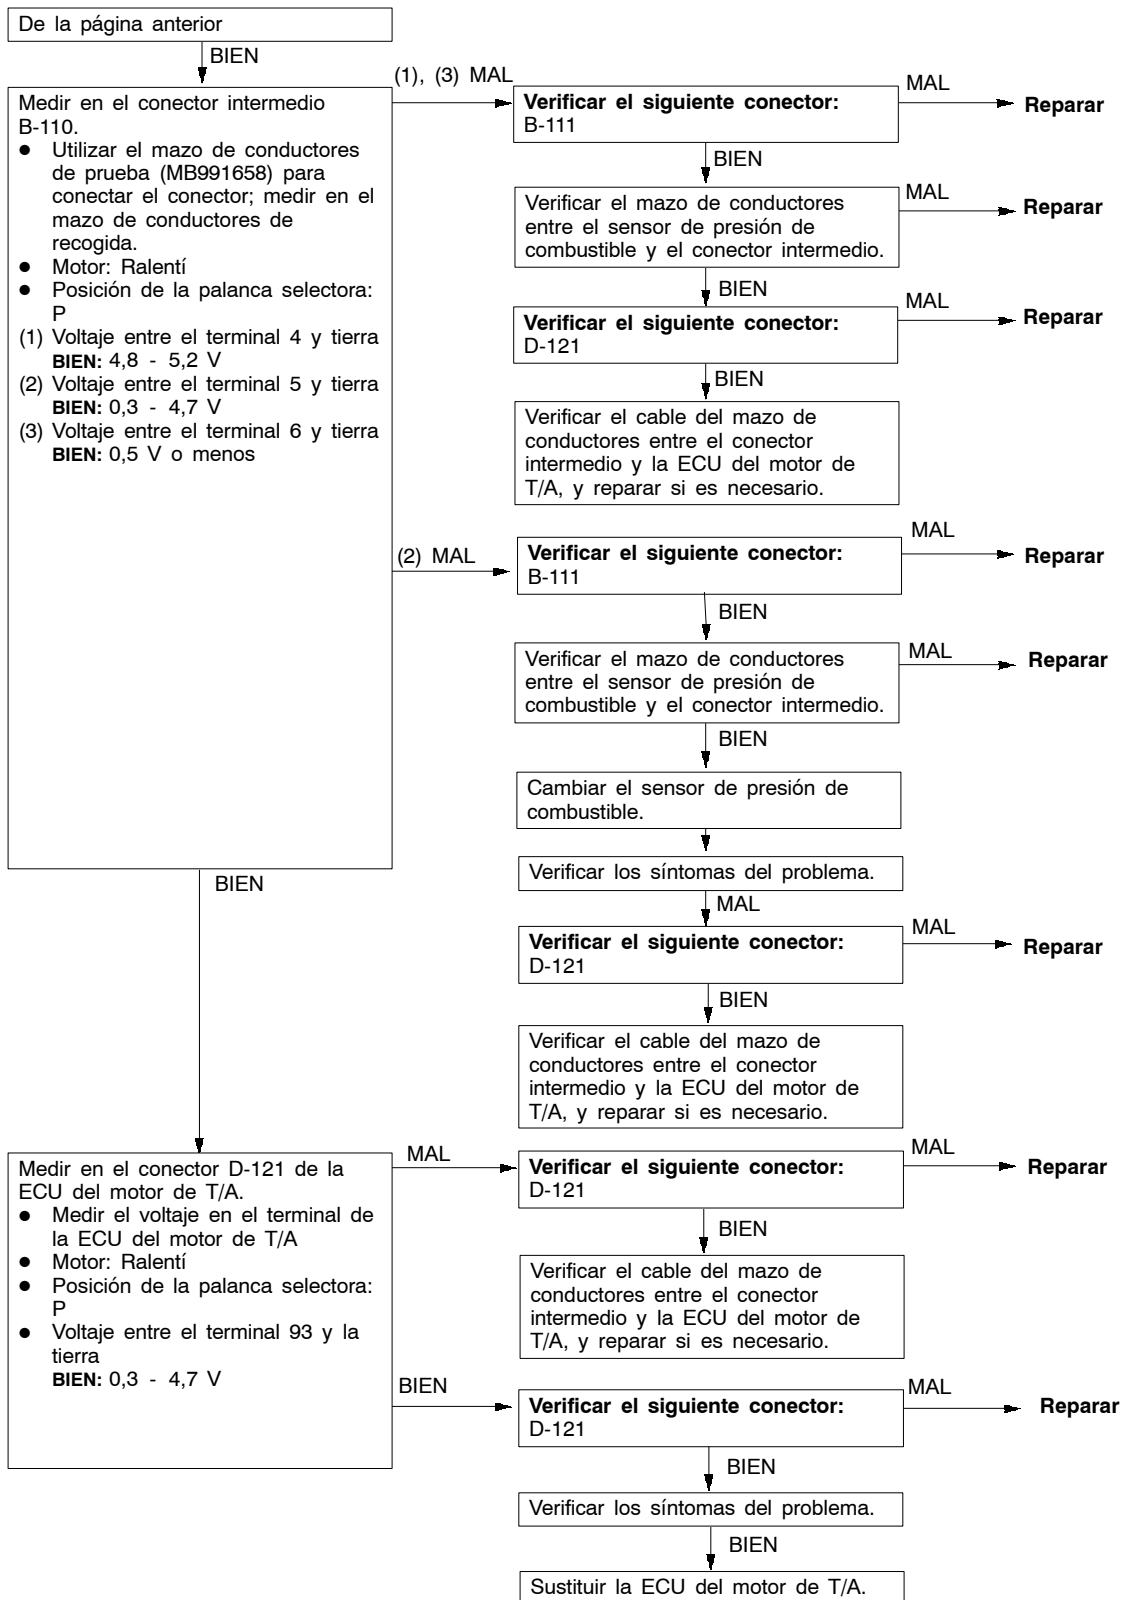 De la página anterior
BIEN
Medir en el conector intermedio
B-110.
● Utilizar el mazo de conductores
de prueba (MB991658) para
conectar el conector; medir en el
mazo de conductores de
recogida.
● Motor: Ralentí
● Posición de la palanca selectora:
P
(1) Voltaje entre el terminal 4 y tierra
BIEN: 4,8 - 5,2 V
(2) Voltaje entre el terminal 5 y tierra
BIEN: 0,3 - 4,7 V
(3) Voltaje entre el terminal 6 y tierra
BIEN: 0,5 V o menos
(1), (3) MAL
Verificar el siguiente conector:
B-111
MAL
Reparar
BIEN
Verificar el mazo de conductores
entre el sensor de presión de
combustible y el conector intermedio.
MAL
Reparar
BIEN
Verificar el siguiente conector:
D-121
MAL
Reparar
BIEN
Verificar el cable del mazo de
conductores entre el conector
intermedio y la ECU del motor de
T/A, y reparar si es necesario.
(2) MAL
Verificar el siguiente conector:
B-111
MAL
Reparar
BIEN
Verificar el mazo de conductores
entre el sensor de presión de
combustible y el conector intermedio.
MAL
Reparar
BIEN
Cambiar el sensor de presión de
combustible.
Verificar los síntomas del problema.
MAL
Verificar el siguiente conector:
D-121
MAL
Reparar
BIEN
Verificar el cable del mazo de
conductores entre el conector
intermedio y la ECU del motor de
T/A, y reparar si es necesario.
BIEN
Medir en el conector D-121 de la
ECU del motor de T/A.
● Medir el voltaje en el terminal de
la ECU del motor de T/A
● Motor: Ralentí
● Posición de la palanca selectora:
P
● Voltaje entre el terminal 93 y la
tierra
BIEN: 0,3 - 4,7 V
MAL
Verificar el siguiente conector:
D-121
MAL
Reparar
BIEN
Verificar el cable del mazo de
conductores entre el conector
intermedio y la ECU del motor de
T/A, y reparar si es necesario.
BIEN
Verificar el siguiente conector:
D-121
MAL
Reparar
BIEN
Verificar los síntomas del problema.
BIEN
Sustituir la ECU del motor de T/A.